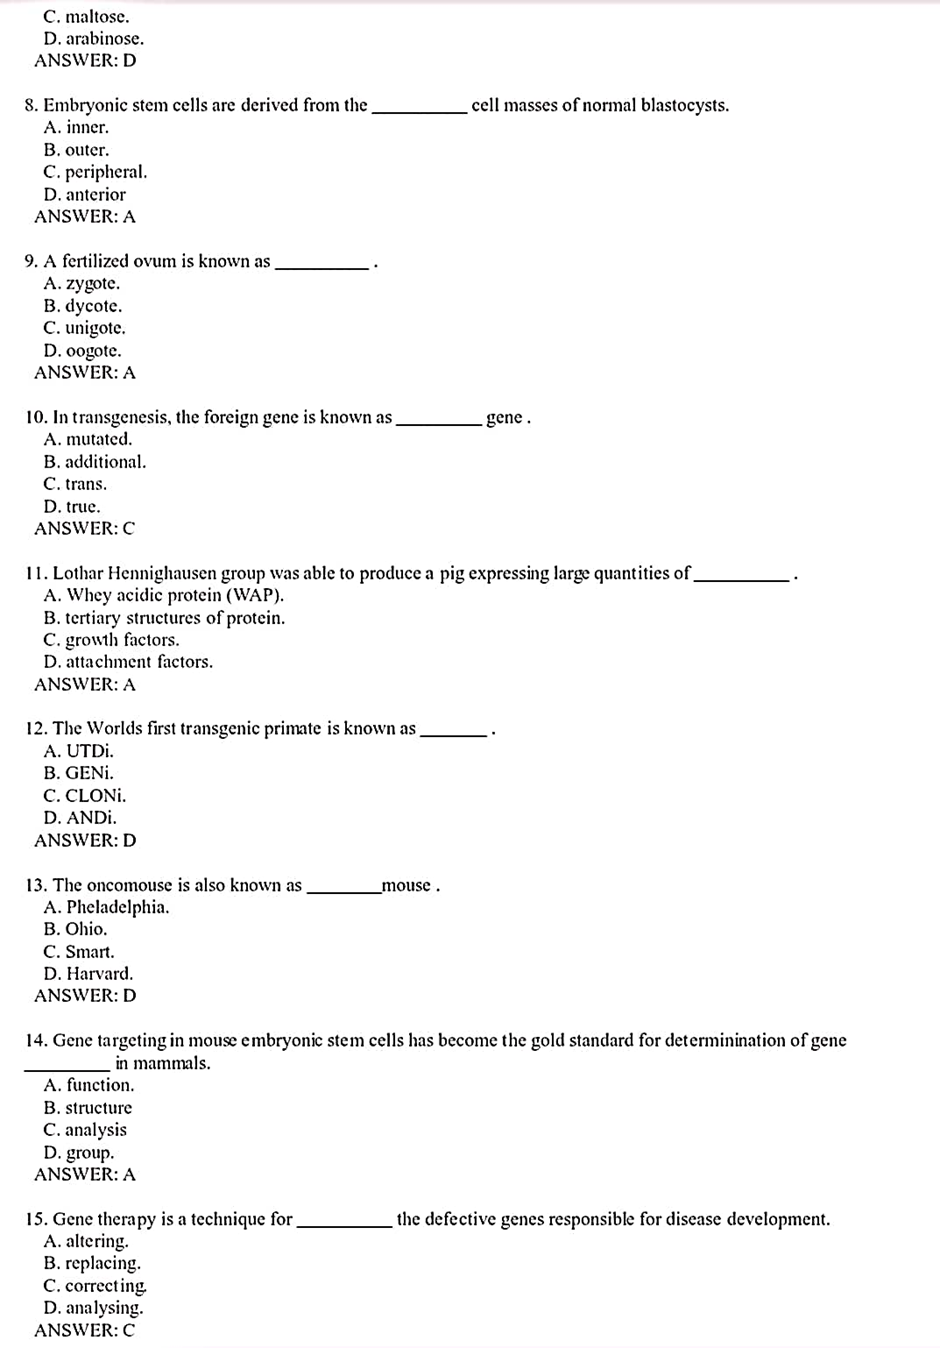 C. maltose.
D. arabinose.
ANSWER: D
8. Embryonic stem cells are derived from the __________ cell masses of normal blastocysts.
A. inner.
B. outer.
C. peripheral.
D. anterior
ANSWER: A
9. A fertilized ovum is known as __________ .
A. zygote.
B. dycote.
C. unigote.
D. oogote.
ANSWER: A
10. In transgenesis, the foreign gene is known as _________ gene .
A. mutated.
B. additional.
C. trans.
D. true.
ANSWER: C
11. Lothar Hennighausen group was able to produce a pig expressing large quantities of __________ .
A. Whey acidic protein (WAP).
B. tertiary structures of protein.
C. growth factors.
D. attachment factors.
ANSWER: A
12. The Worlds first transgenic primate is known as _______ .
A. UTDi.
B. GENi.
C. CLONi.
D. ANDi.
ANSWER: D
13. The oncomouse is also known as ________mouse .
A. Pheladelphia.
B. Ohio.
C. Smart.
D. Harvard.
ANSWER: D
14. Gene targeting in mouse embryonic stem cells has become the gold standard for determinination of gene
_________ in mammals.
A. function.
B. structure
C. analysis
D. group.
ANSWER: A
15. Gene therapy is a technique for __________ the defective genes responsible for disease development.
A. altering.
B. replacing.
C. correcting.
D. analysing.
ANSWER: C